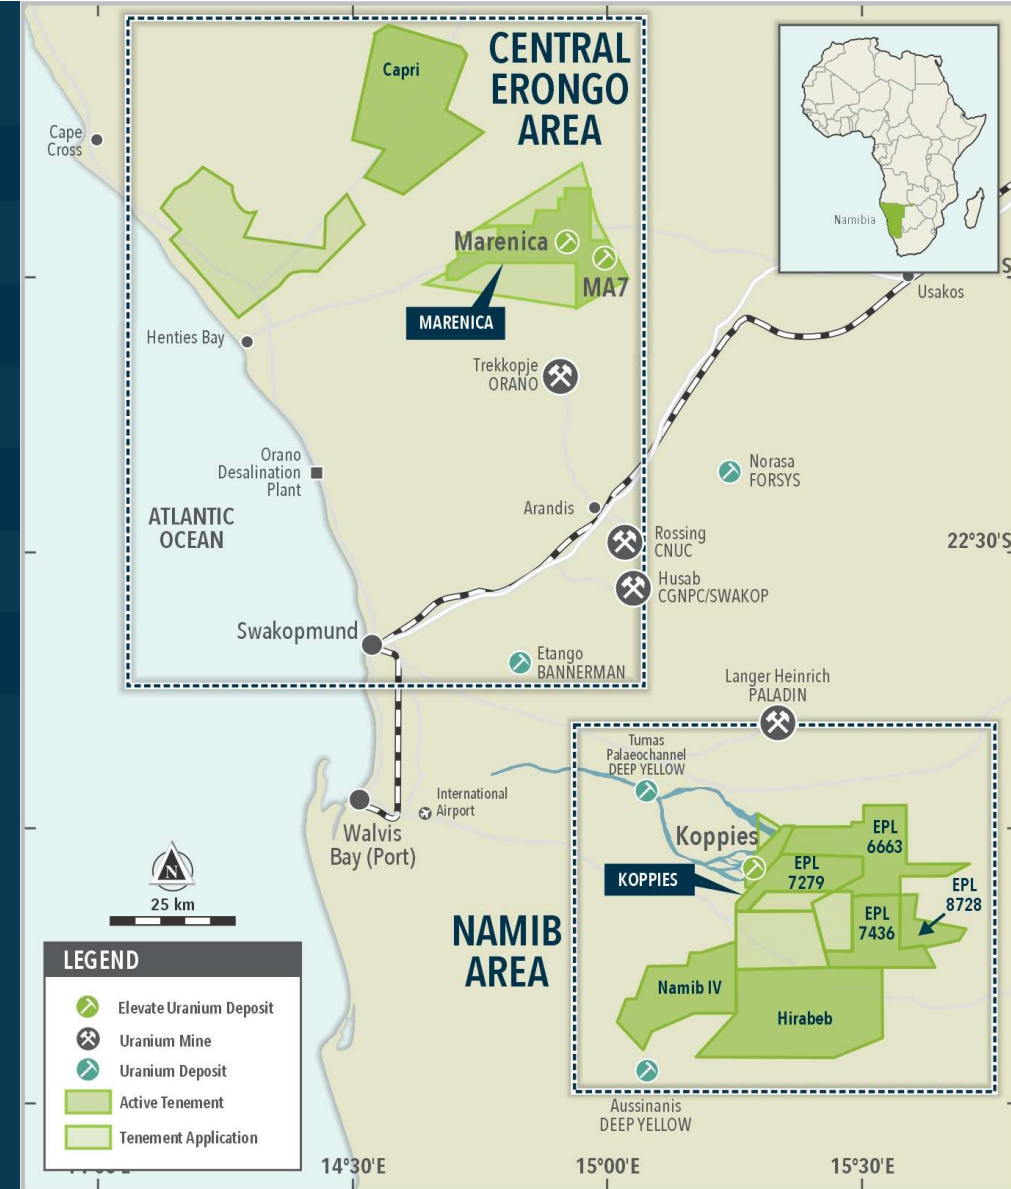 CENTRAL
ERONGO
AREA
Capri
Cape
Cross
Namibia
Marenica
MA7
MARENICA
Usakos
Henties Bay
Trekkopje
ORANO
Orano
Desalination
Plant
Norasa
FORSYS
ATLANTIC
OCEAN
Arandis
Rossing
CNUC
22°30'S
Husab
CGNPC/SWAKOP
Swakopmund
Etango
BANNERMAN
Langer Heinrich
PALADIN
Tumas
Palaeochannel
DEEP YELLOW
International
Airport
Walvis
Bay (Port)
Koppies
KOPPIES
EPL
6663
EPL
7279
EPL
8728
EPL
7436
N
25 km
NAMIB
AREA
Namib IV
Hirabeb
Aussinanis
DEEP YELLOW
LEGEND
Elevate Uranium Deposit
Uranium Mine
Uranium Deposit
Active Tenement
Tenement Application
14°30'E
15°00'E
15°30'E